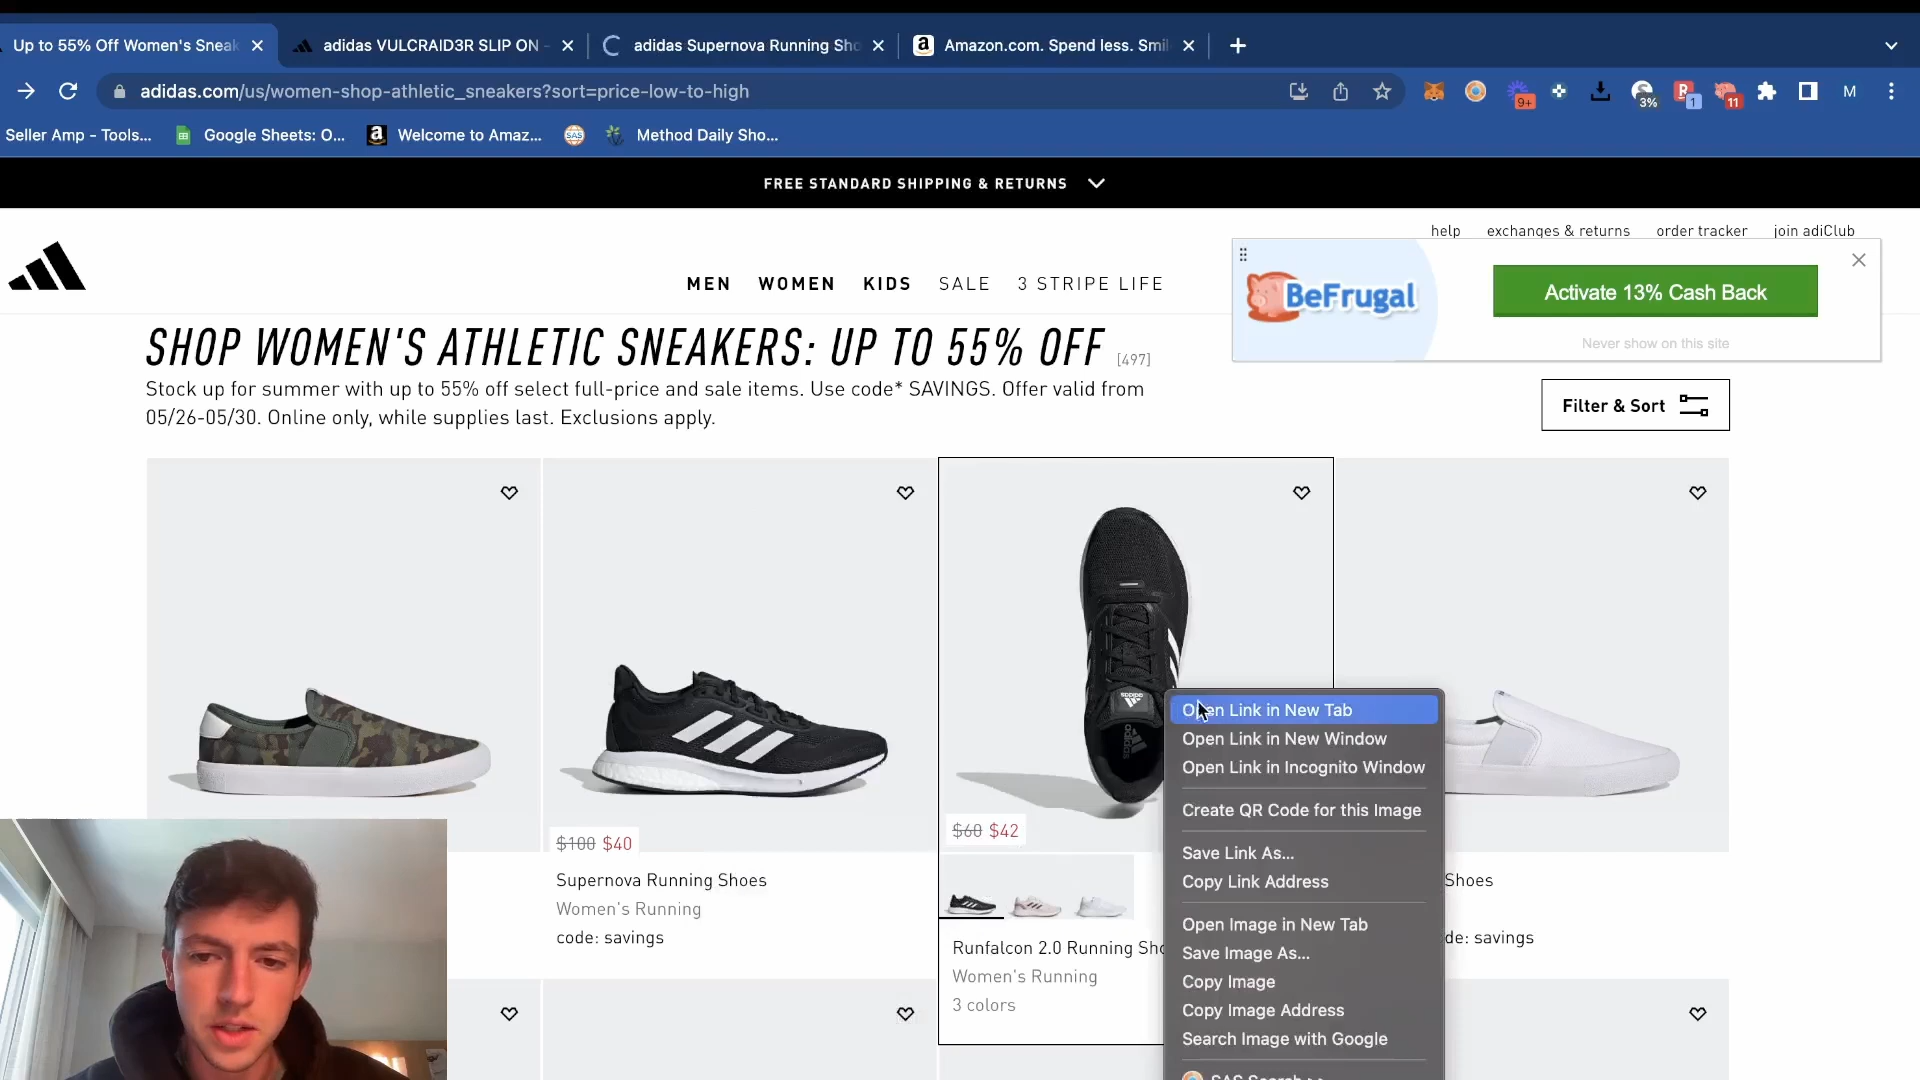 Up to 55% Off Women's Sneak
adidas VULCRAID3R SLIP ON -
adidas Supernova Running Sho
Amazon.com. Spend less. Smil
adidas.com/us/women-shop-athletic_sneakers?sort=price-low-to-high
9+
3%
1
11
M
Seller Amp - Tools...
Google Sheets: O...
Welcome to Amaz...
SAS
Method Daily Sho...
FREE STANDARD SHIPPING & RETURNS
help
exchanges & returns
order tracker
join adiClub
MEN
WOMEN
KIDS
SALE
3 STRIPE LIFE
BeFrugal
Activate 13% Cash Back
Never show on this site
SHOP WOMEN'S ATHLETIC SNEAKERS: UP TO 55% OFF [497]
Stock up for summer with up to 55% off select full-price and sale items. Use code* SAVINGS. Offer valid from
05/26-05/30. Online only, while supplies last. Exclusions apply.
Filter & Sort
$100 $40
Supernova Running Shoes
Women's Running
code: savings
adidas
adidas
$60 $42
Runfalcon 2.0 Running Sho
Women's Running
3 colors
Shoes
de: savings
Open Link in New Tab
Open Link in New Window
Open Link in Incognito Window
Create QR Code for this Image
Save Link As...
Copy Link Address
Open Image in New Tab
Save Image As...
Copy Image
Copy Image Address
Search Image with Google
SAS Search >>